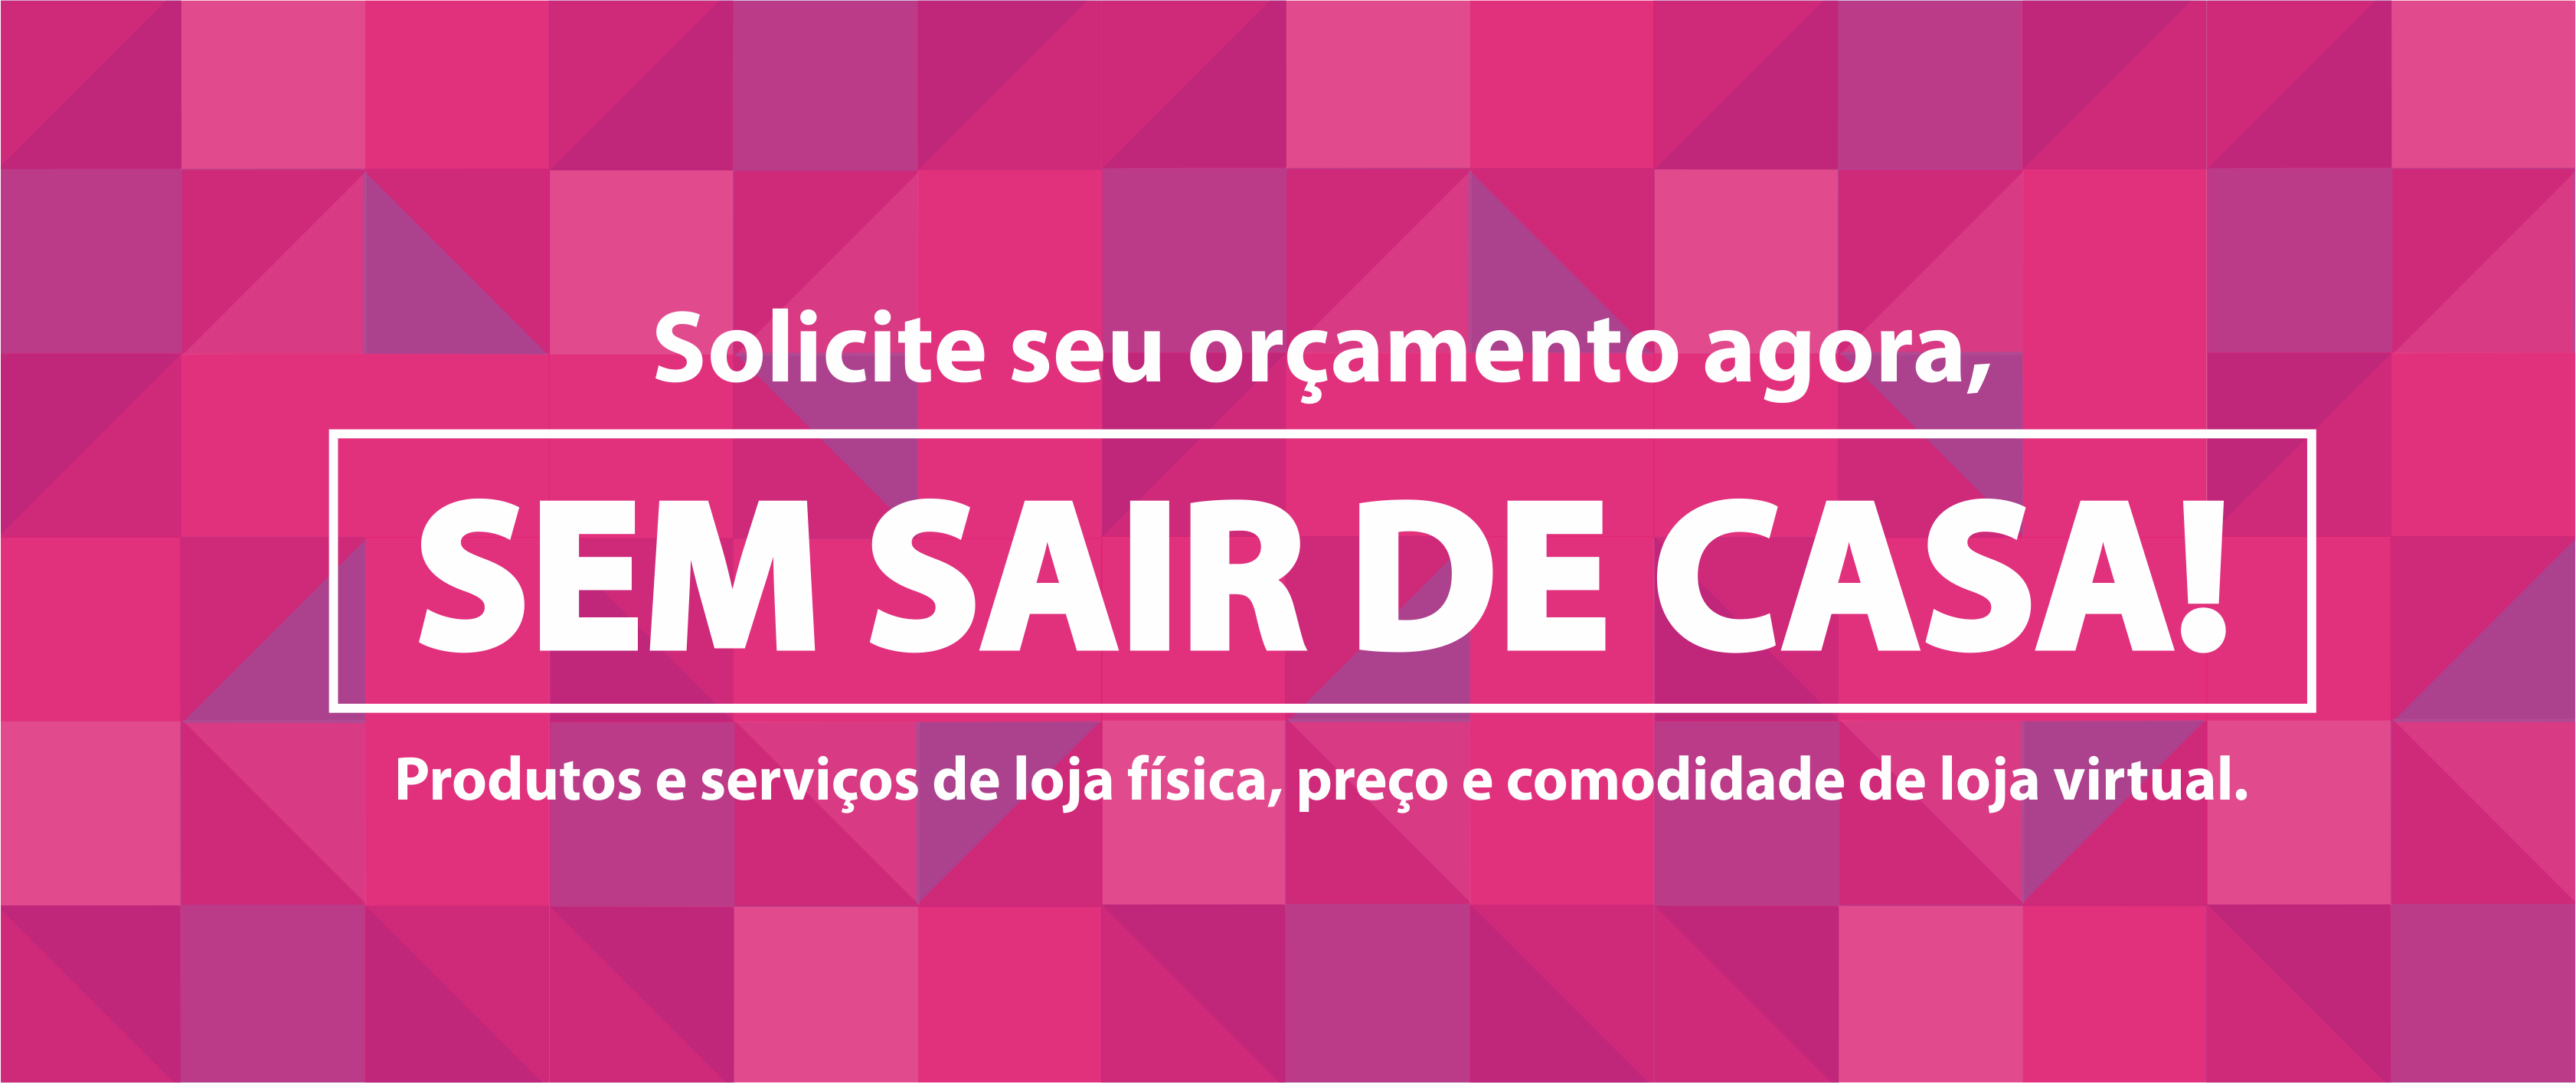 Solicite seu orçamento agora,
SEM SAIR DE CASA!
Produtos e serviços de loja física, preço e comodidade de loja virtual.